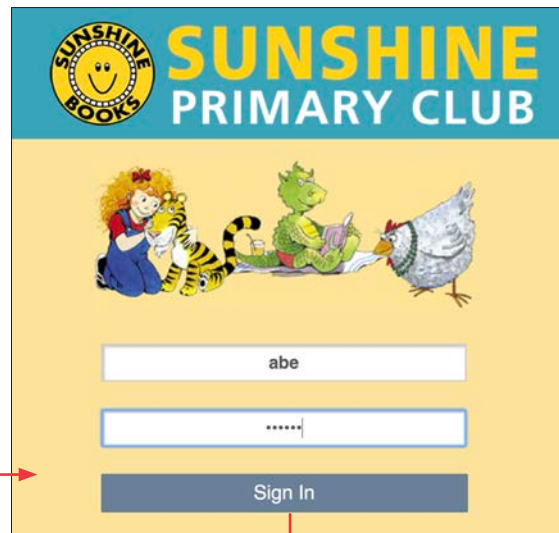 SUNSHINE
BOOKS
SUNSHINE
PRIMARY CLUB
abe
••••••
Sign In